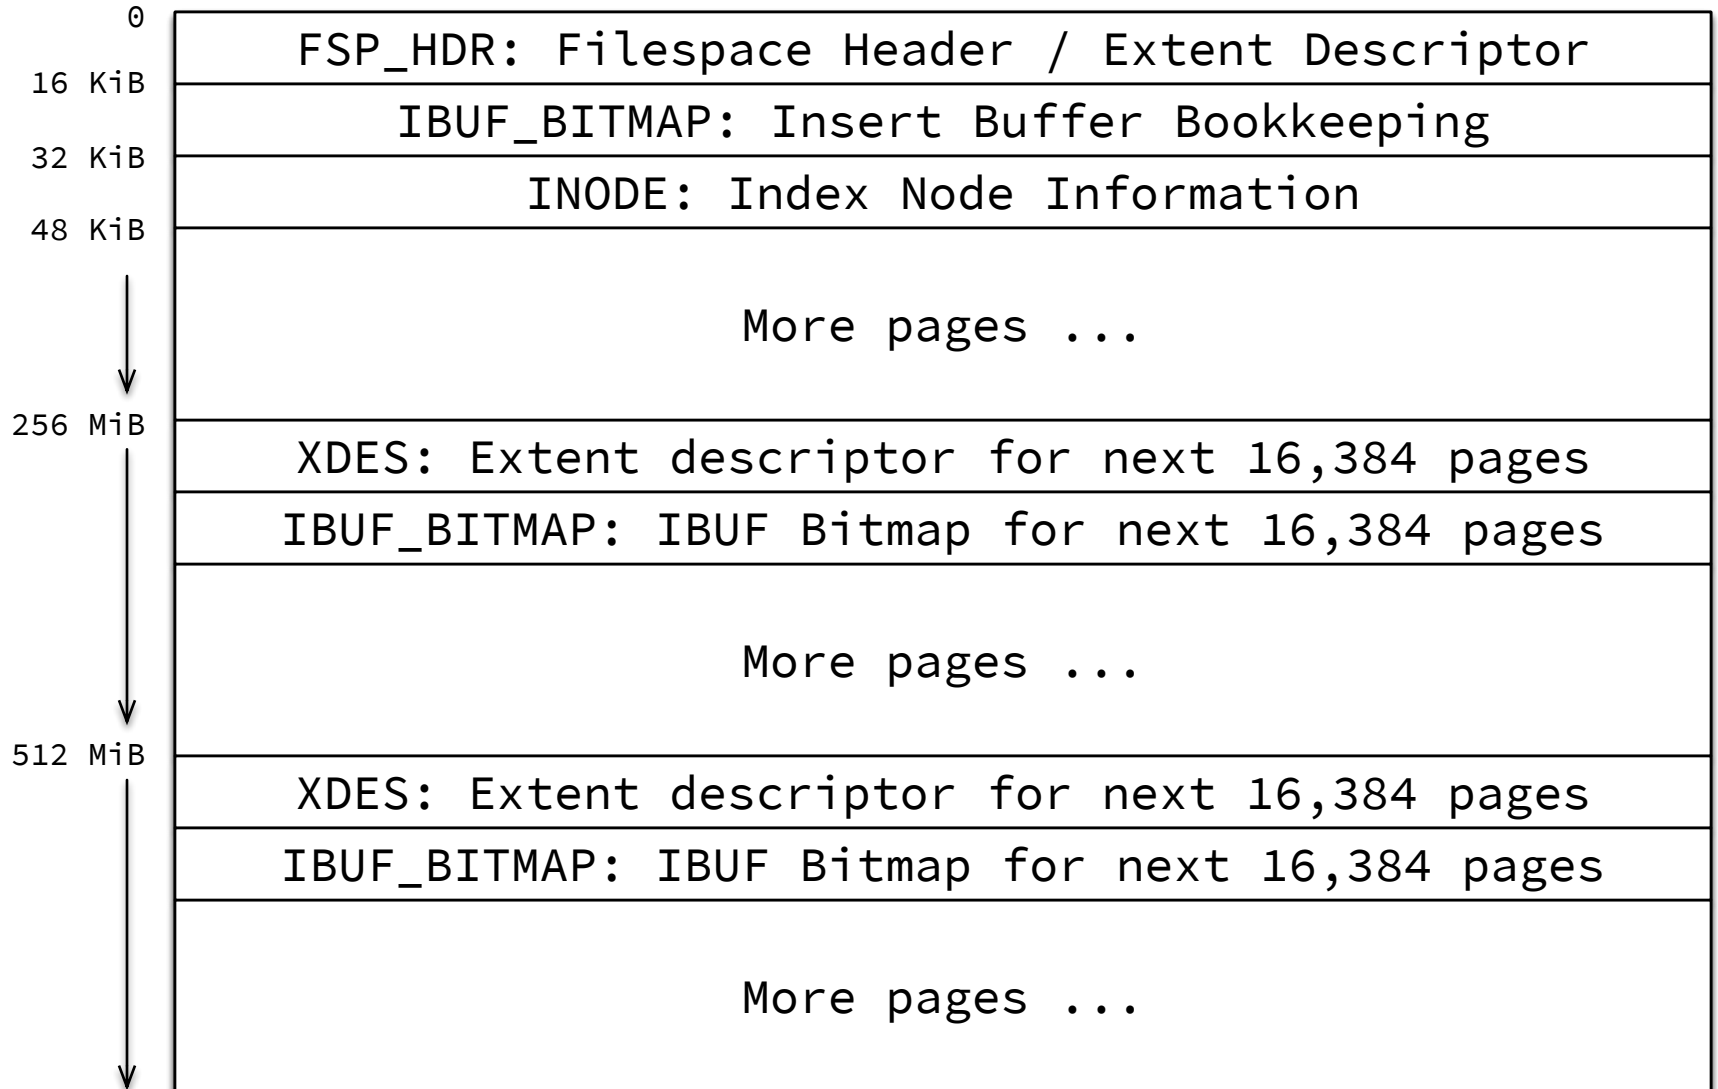 0
FSP_HDR: Filespace Header / Extent Descriptor
16 KiB
IBUF_BITMAP: Insert Buffer Bookkeeping
32 KiB
INODE: Index Node Information
48 KiB
More pages ...
256 MiB
XDES: Extent descriptor for next 16,384 pages
IBUF_BITMAP: IBUF Bitmap for next 16,384 pages
More pages ...
512 MiB
XDES: Extent descriptor for next 16,384 pages
IBUF_BITMAP: IBUF Bitmap for next 16,384 pages
More pages ...